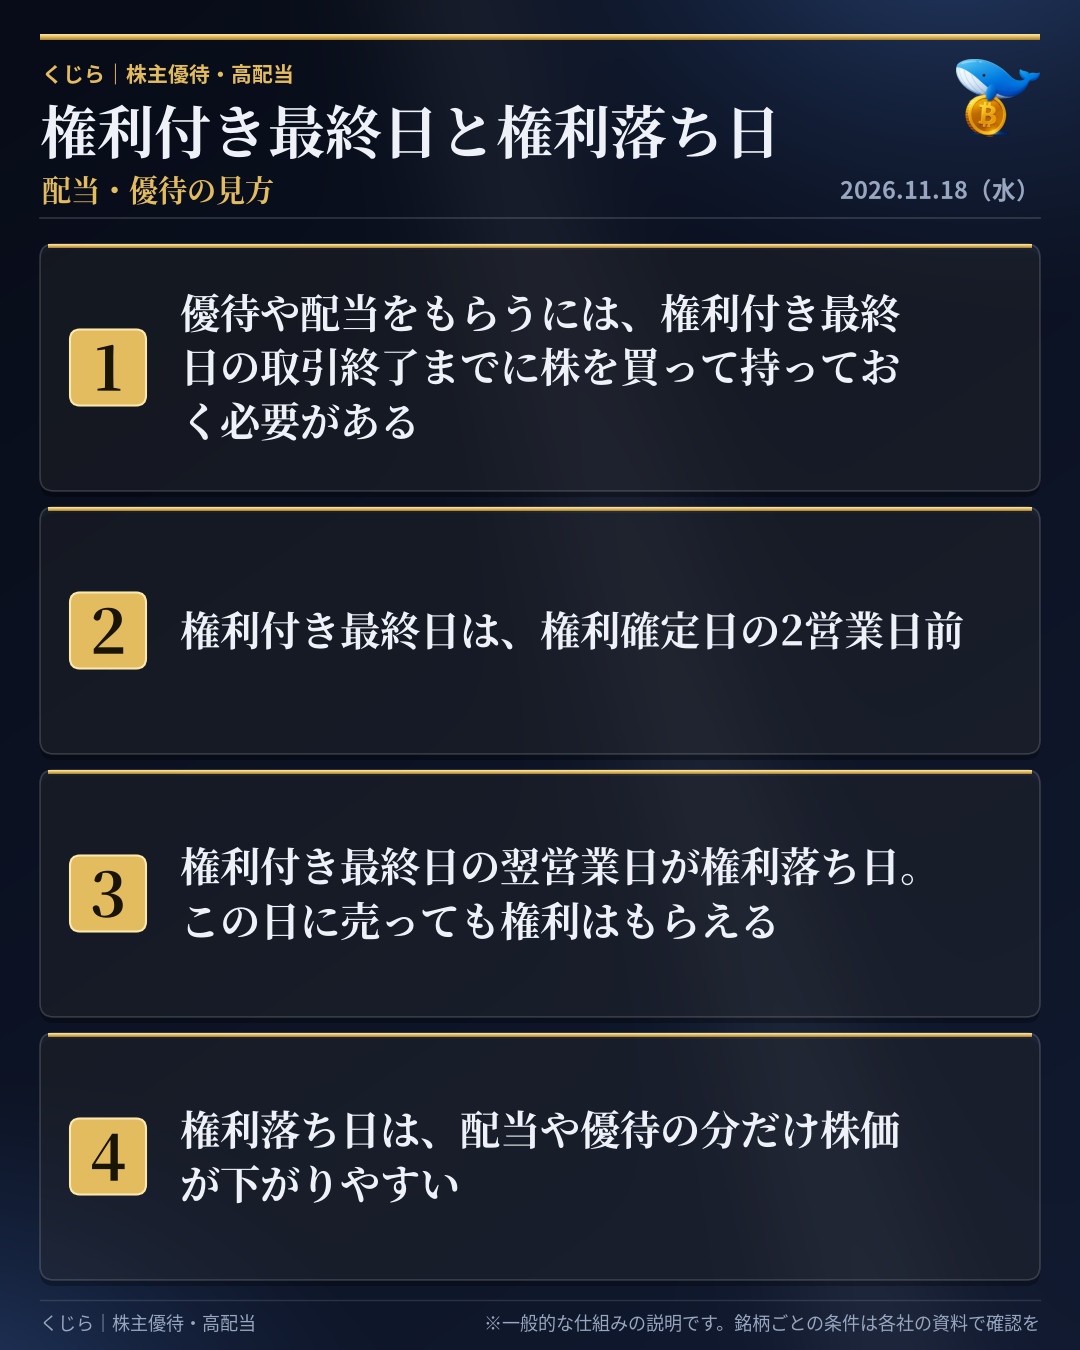 くじら｜株主優待・高配当
権利付き最終日と権利落ち日
配当・優待の見方
2026.11.18（水）
1
優待や配当をもらうには、権利付き最終
日の取引終了までに株を買って持ってお
く必要がある
2
権利付き最終日は、権利確定日の2営業日前
3
権利付き最終日の翌営業日が権利落ち日。
この日に売っても権利はもらえる
4
権利落ち日は、配当や優待の分だけ株価
が下がりやすい
くじら｜株主優待・高配当
※一般的な仕組みの説明です。銘柄ごとの条件は各社の資料で確認を